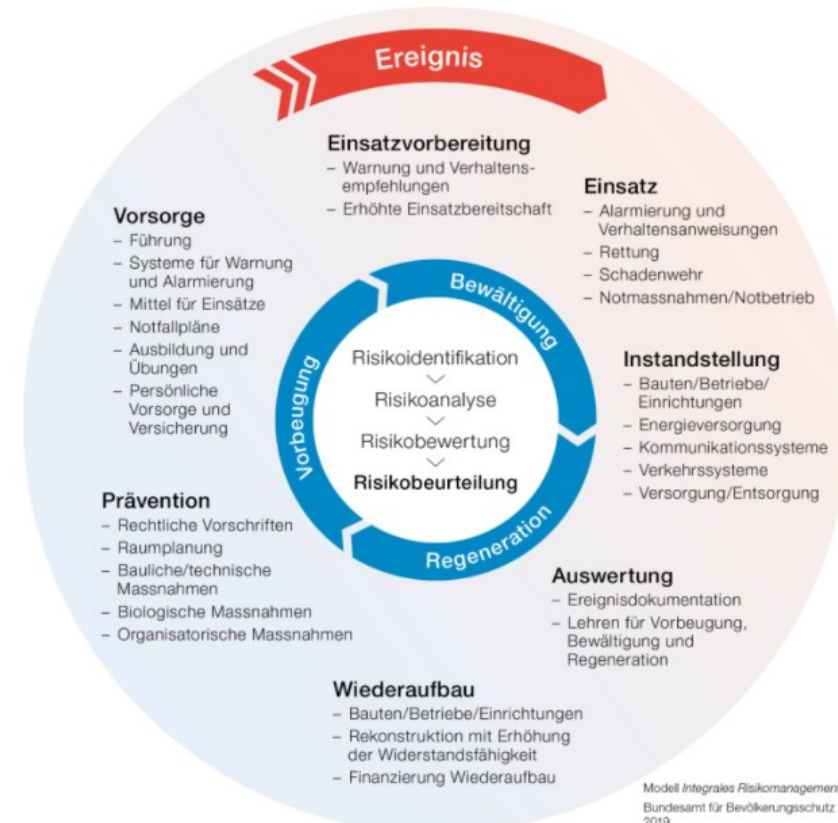 Ereignis
Einsatzvorbereitung
– Warnung und Verhaltens-
empfehlungen
– Erhöhte Einsatzbereitschaft
Einsatz
– Alarmierung und
Verhaltensanweisungen
– Rettung
– Schadenwehr
– Notmassnahmen/Notbetrieb
Instandstellung
– Bauten/Betriebe/
Einrichtungen
– Energieversorgung
– Kommunikationssysteme
– Verkehrssysteme
– Versorgung/Entsorgung
Auswertung
– Ereignisdokumentation
– Lehren für Vorbeugung,
Bewältigung und
Regeneration
Wiederaufbau
– Bauten/Betriebe/Einrichtungen
– Rekonstruktion mit Erhöhung
der Widerstandsfähigkeit
– Finanzierung Wiederaufbau
Prävention
– Rechtliche Vorschriften
– Raumplanung
– Bauliche/technische
Massnahmen
– Biologische Massnahmen
– Organisatorische Massnahmen
Vorsorge
– Führung
– Systeme für Warnung
und Alarmierung
– Mittel für Einsätze
– Notfallpläne
– Ausbildung und
Übungen
– Persönliche
Vorsorge und
Versicherung
Bewältigung
Regeneration
Vorbeugung
Risikoidentifikation
Risikoanalyse
Risikobewertung
Risikobeurteilung
Modell Integrales Risikomanagement
Bundesamt für Bevölkerungsschutz
2019